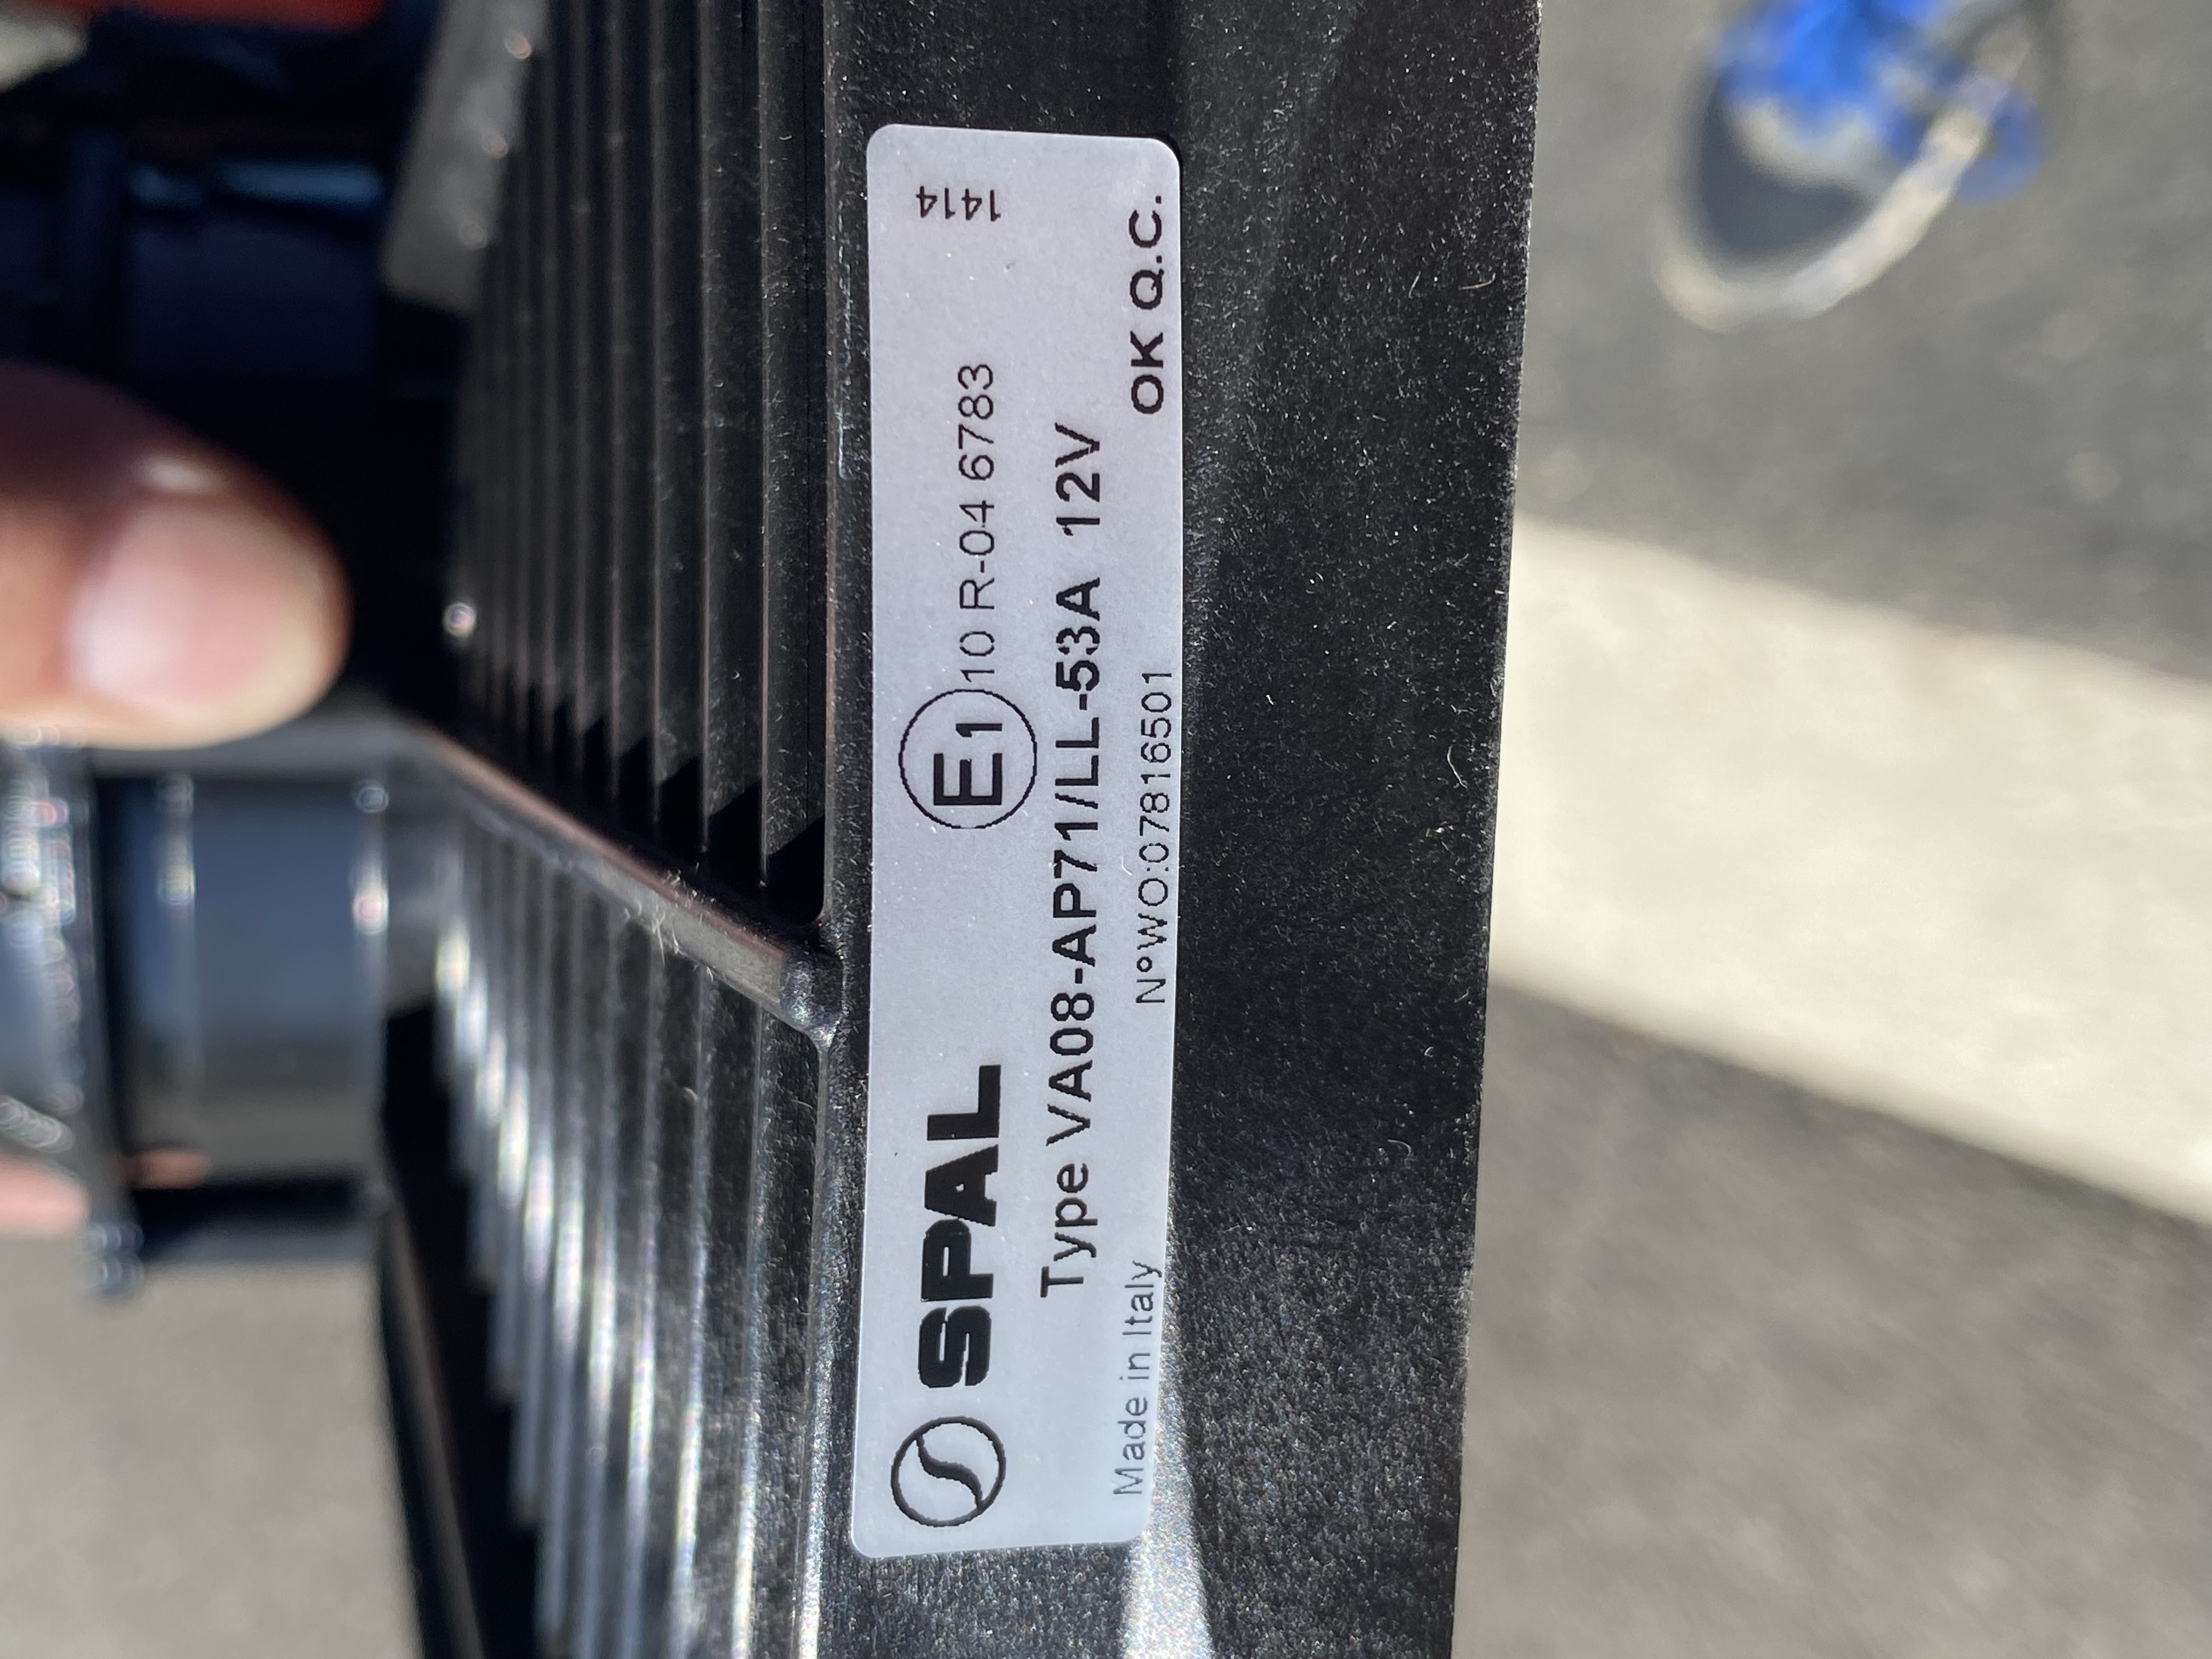 SPAL
E1 10 R-04 6783
1414
Type VA08-AP71/LL-53A 12V
Made in Italy
N°WO:07816501
OK Q.C.